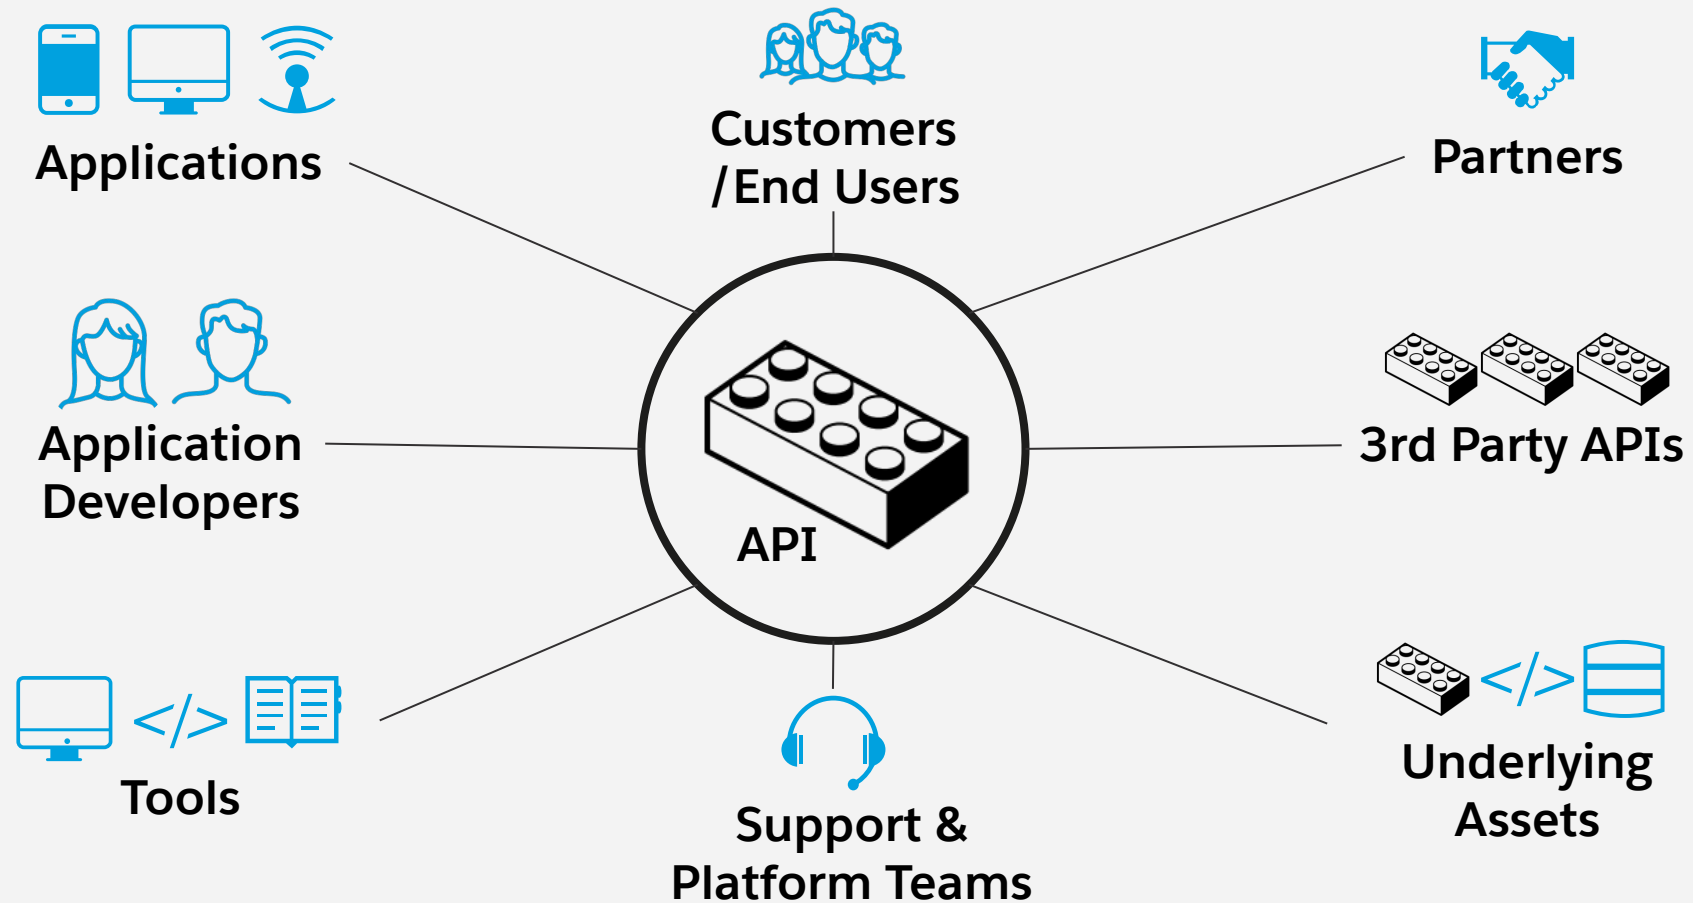 Applications
Customers
/End Users
Partners
Application
Developers
API
3rd Party APIs
Tools
</>
Support &
Platform Teams
</>
Underlying
Assets